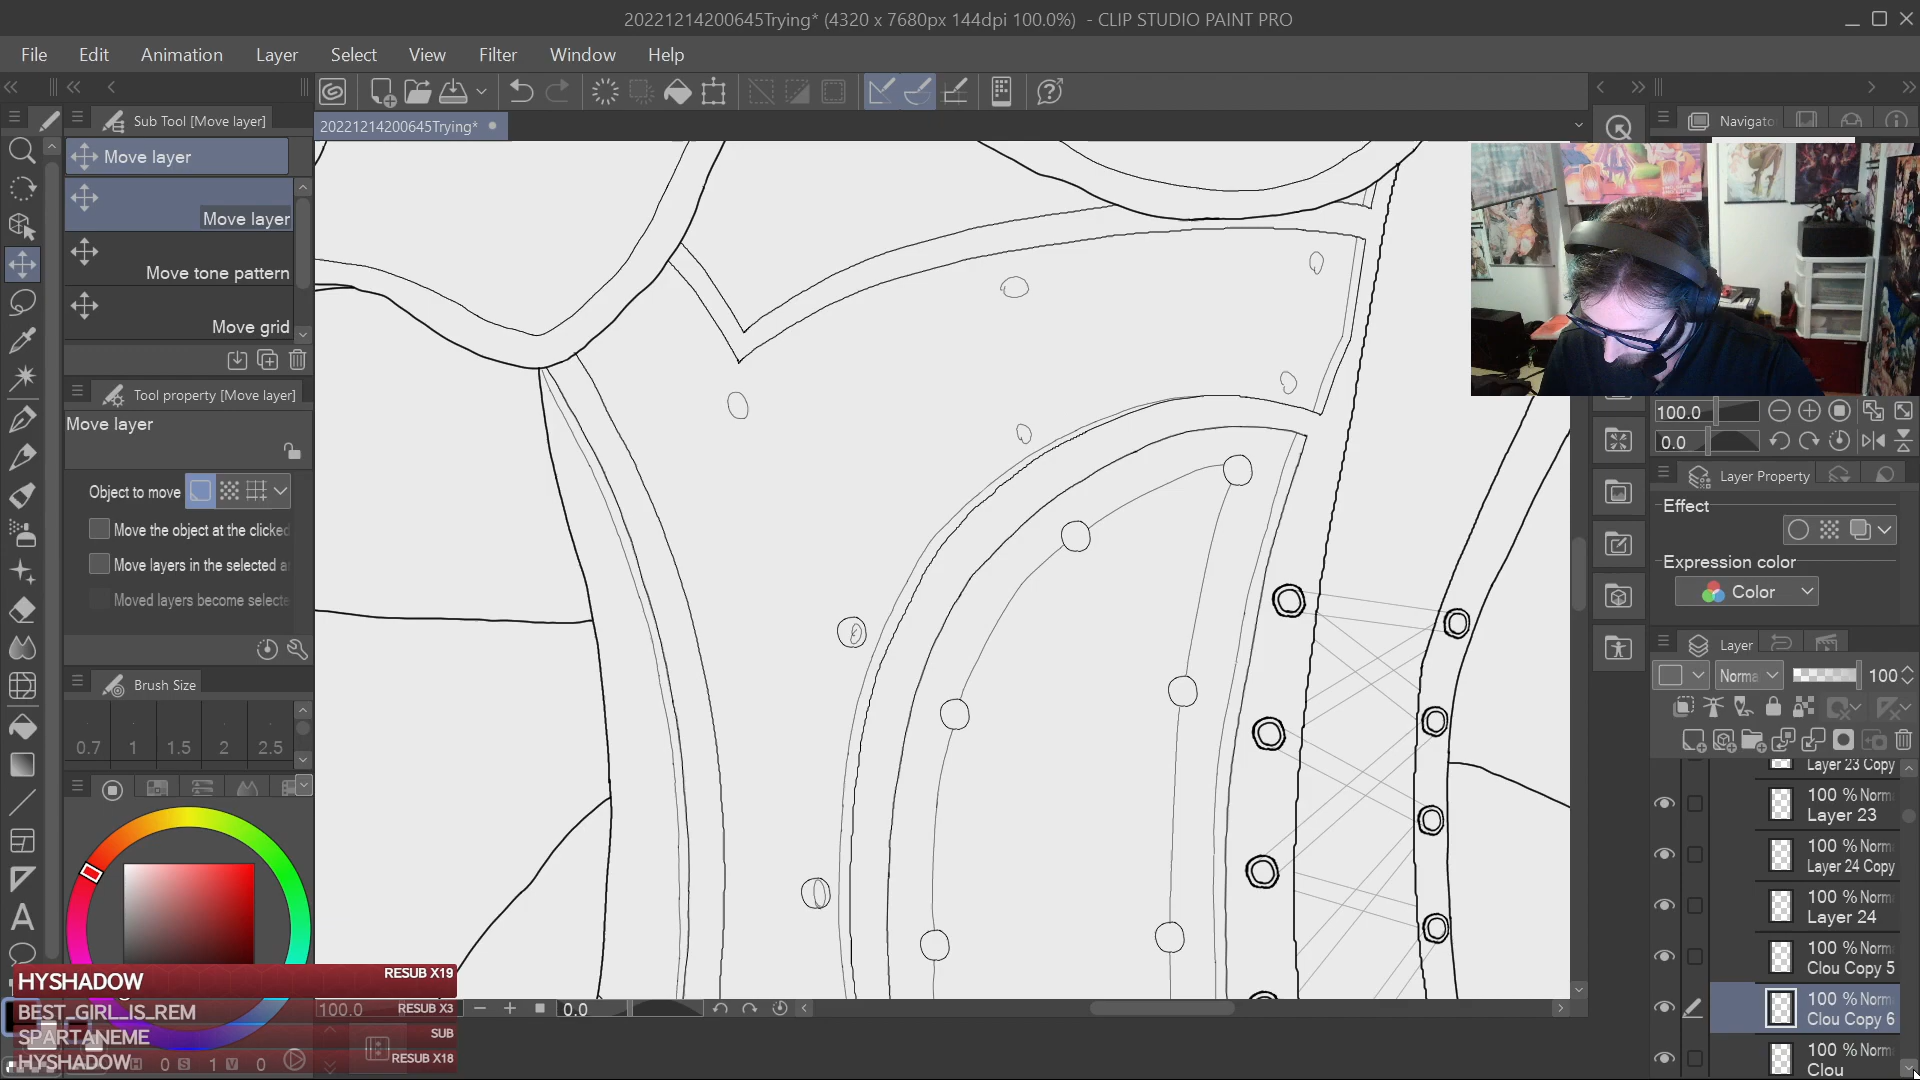 20221214200645Trying* (4320 x 7680px 144dpi 100.0%) - CLIP STUDIO PAINT PRO
File Edit Animation Layer Select View Filter Window Help
Sub Tool [Move layer]
20221214200645Trying*
Navigator
Move layer
Move layer
Move tone pattern
Move grid
Tool property [Move layer]
Move layer
Object to move
Move the object at the clicked
Move layers in the selected a
Moved layers become selecte
Brush Size
0.7 1 1.5 2 2.5
100.0
0.0
Layer Property
Effect
Expression color
Color
Layer
Norma 100
Layer 23 Copy
100 % Norm
Layer 23
100 % Norm
Layer 24 Copy
100 % Norm
Layer 24
100 % Norm
Clou Copy 5
100 % Norm
Clou Copy 6
100 % Norm
Clou
HYSHADOW RESUB X19
BEST_GIRL_IS_REM RESUB X3
SPARTANEME SUB
HYSHADOW RESUB X18
100.0 0.0
H 0 S 1 V 0